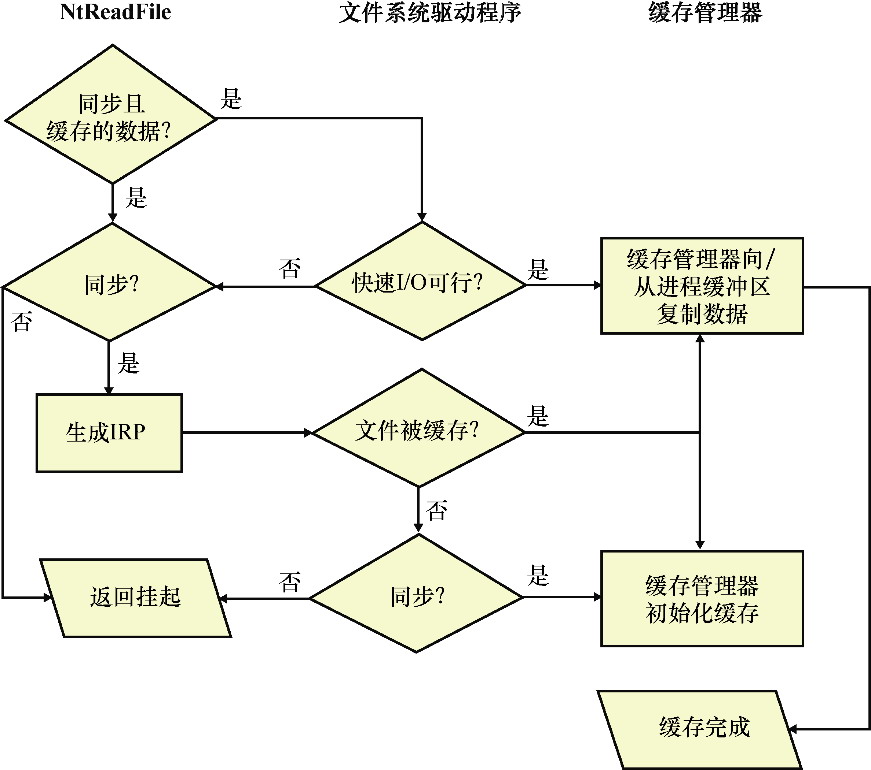 NtReadFile
文件系统驱动程序
缓存管理器
同步且
缓存的数据?
是
是
同步?
否
快速I/O可行?
是
缓存管理器向/
从进程缓冲区
复制数据
否
是
生成IRP
文件被缓存?
是
否
返回挂起
否
同步?
是
缓存管理器
初始化缓存
缓存完成